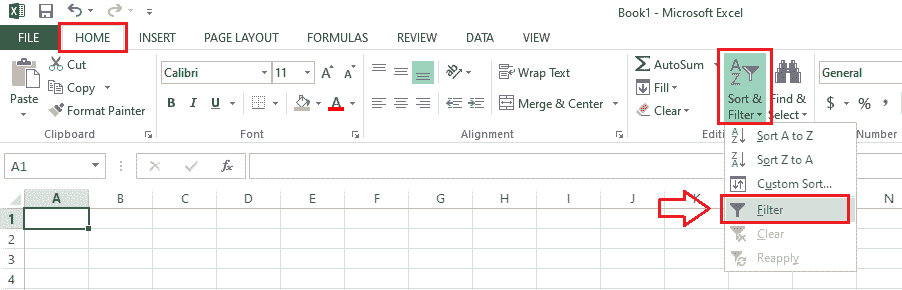 Book1 - Microsoft Excel
FILE HOME INSERT PAGE LAYOUT FORMULAS REVIEW DATA VIEW
Cut
Copy
Format Painter
Paste
Clipboard
Calibri 11
B I U A
Font
Wrap Text
Merge & Center
Alignment
AutoSum
Fill
Clear
Sort & Filter
Find & Select
Editi
General
$ % ,
Number
Sort A to Z
Sort Z to A
Custom Sort...
Filter
Clear
Reapply
A1 fx
A B C D E F G H I J K N
1
2
3
4